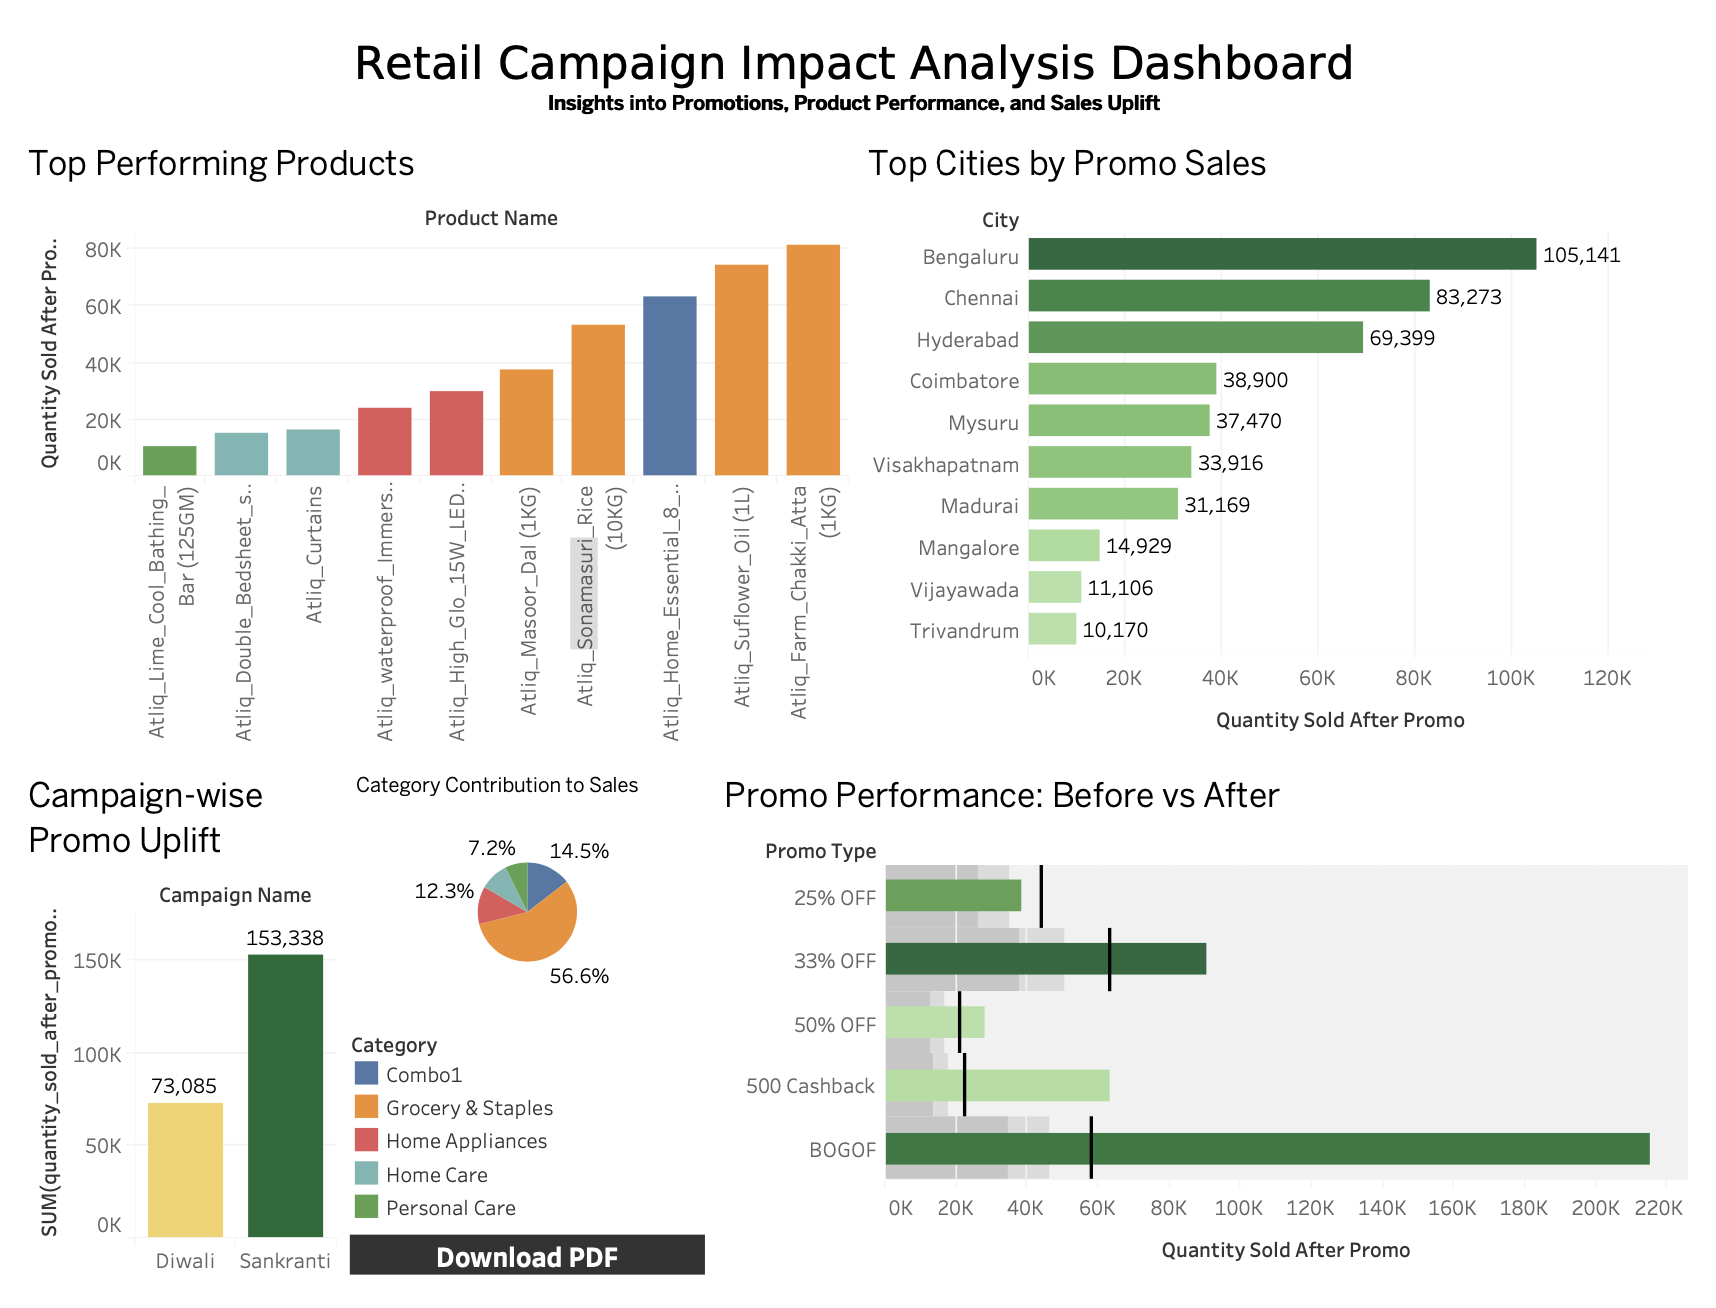 Retail Campaign Impact Analysis Dashboard
Insights into Promotions, Product Performance, and Sales Uplift
Top Performing Products
Product Name
Quantity Sold After Pro..
80K
60K
40K
20K
0K
Atliq_Lime_Cool_Bathing_
Bar (125GM)
Atliq_Double_Bedsheet_s..
Atliq_Curtains
Atliq_waterproof_Immers..
Atliq_High_Glo_15W_LED..
Atliq_Masoor_Dal (1KG)
Atliq_Sonamasuri_Rice
(10KG)
Atliq_Home_Essential_8_..
Atliq_Suflower_Oil (1L)
Atliq_Farm_Chakki_Atta
(1KG)
Top Cities by Promo Sales
City
Bengaluru 105,141
Chennai 83,273
Hyderabad 69,399
Coimbatore 38,900
Mysuru 37,470
Visakhapatnam 33,916
Madurai 31,169
Mangalore 14,929
Vijayawada 11,106
Trivandrum 10,170
0K 20K 40K 60K 80K 100K 120K
Quantity Sold After Promo
Campaign-wise
Promo Uplift
Campaign Name
SUM(quantity_sold_after_promo..
150K
100K
50K
0K
73,085
153,338
Diwali Sankranti
Category Contribution to Sales
7.2%
14.5%
12.3%
56.6%
Category
Combo1
Grocery & Staples
Home Appliances
Home Care
Personal Care
Download PDF
Promo Performance: Before vs After
Promo Type
25% OFF
33% OFF
50% OFF
500 Cashback
BOGOF
0K 20K 40K 60K 80K 100K 120K 140K 160K 180K 200K 220K
Quantity Sold After Promo